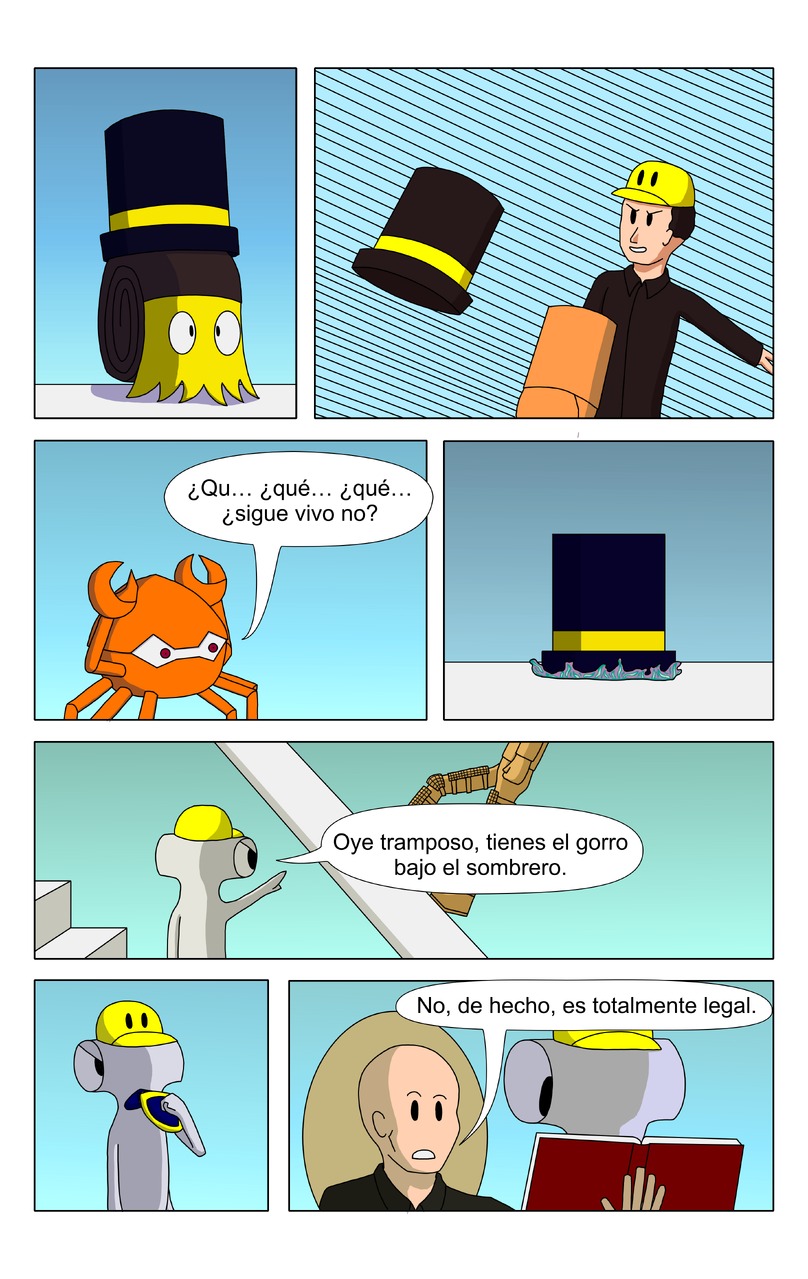 ¿Qu… ¿qué… ¿qué…
¿sigue vivo no?
Oye tramposo, tienes el gorro
bajo el sombrero.
No, de hecho, es totalmente legal.